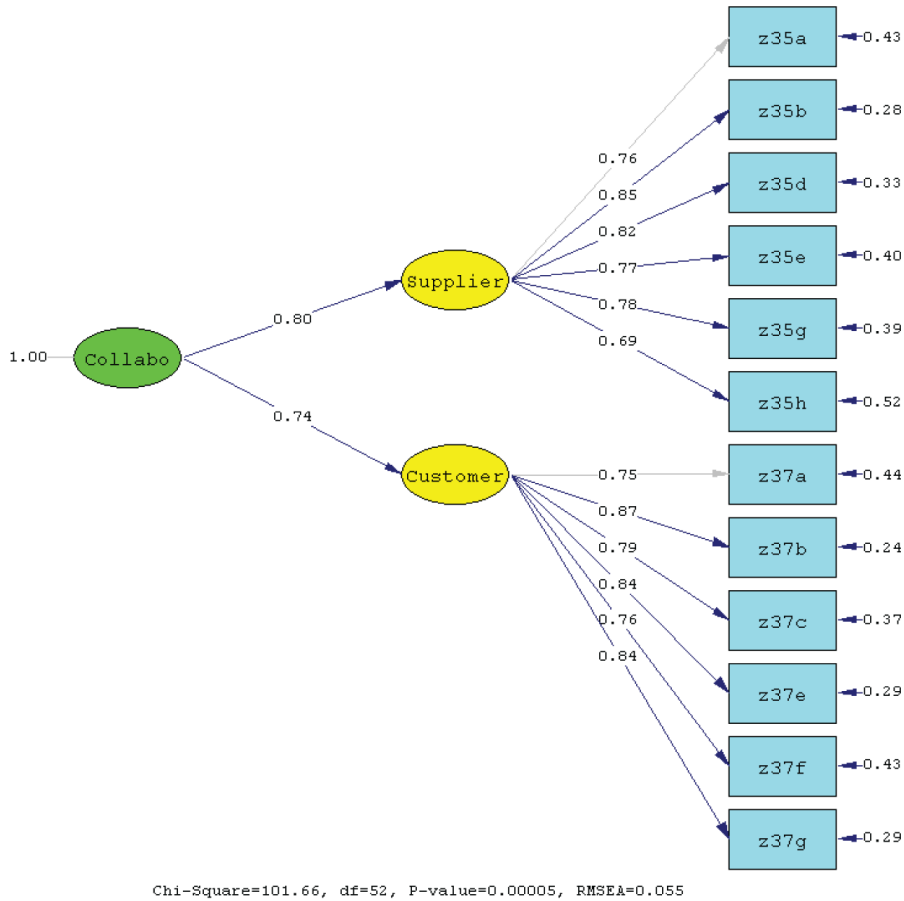 z35a
0.43
z35b
0.28
0.76
z35d
0.33
0.85
0.82
z35e
0.40
0.77
Supplier
0.78
z35g
0.39
0.80
0.69
1.00
Collabo
z35h
0.52
0.74
Customer
0.75
z37a
0.44
0.87
z37b
0.24
0.79
0.84
z37c
0.37
0.76
0.84
z37e
0.29
z37f
0.43
z37g
0.29
Chi-Square=101.66, df=52, P-value=0.00005, RMSEA=0.055